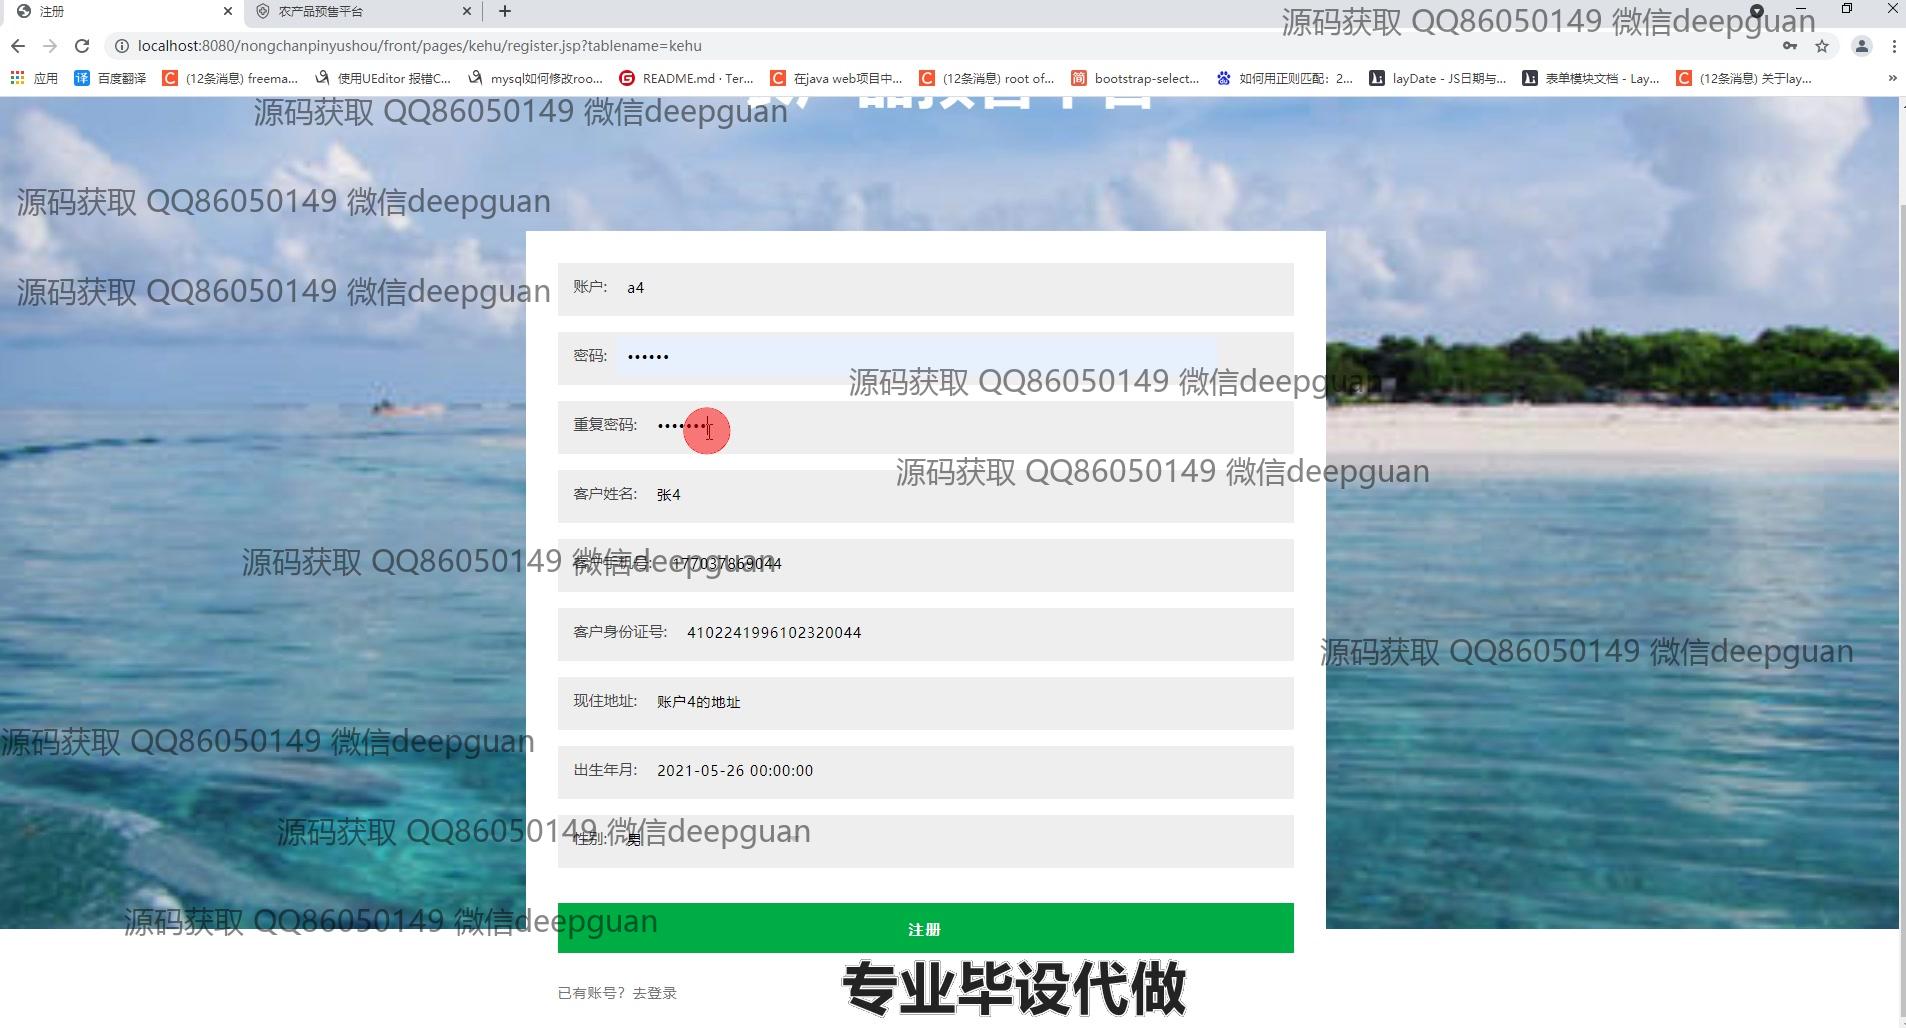 注册
农产品预售平台
源码获取 QQ86050149 微信deepguan
localhost:8080/nongchanpinyushou/front/pages/kehu/register.jsp?tablename=kehu
应用
百度翻译
(12条消息) freema...
使用UEditor 报错C...
mysql如何修改roo...
README.md · Ter...
在java web项目中...
(12条消息) root of...
bootstrap-select...
如何用正则匹配：2...
layDate - JS日期与...
表单模块文档 - Lay...
(12条消息) 关于lay...
源码获取 QQ86050149 微信deepguan
源码获取 QQ86050149 微信deepguan
源码获取 QQ86050149 微信deepguan
账户: a4
密码: ••••••
源码获取 QQ86050149 微信deepguan
重复密码: •••••••
源码获取 QQ86050149 微信deepguan
客户姓名: 张4
源码获取 QQ86050149 微信deepguan
客户手机号: 177037869044
客户身份证号: 4102241996102320044
源码获取 QQ86050149 微信deepguan
现住地址: 账户4的地址
源码获取 QQ86050149 微信deepguan
出生年月: 2021-05-26 00:00:00
源码获取 QQ86050149 微信deepguan
性别: 男
源码获取 QQ86050149 微信deepguan
注册
已有账号？去登录
专业毕设代做